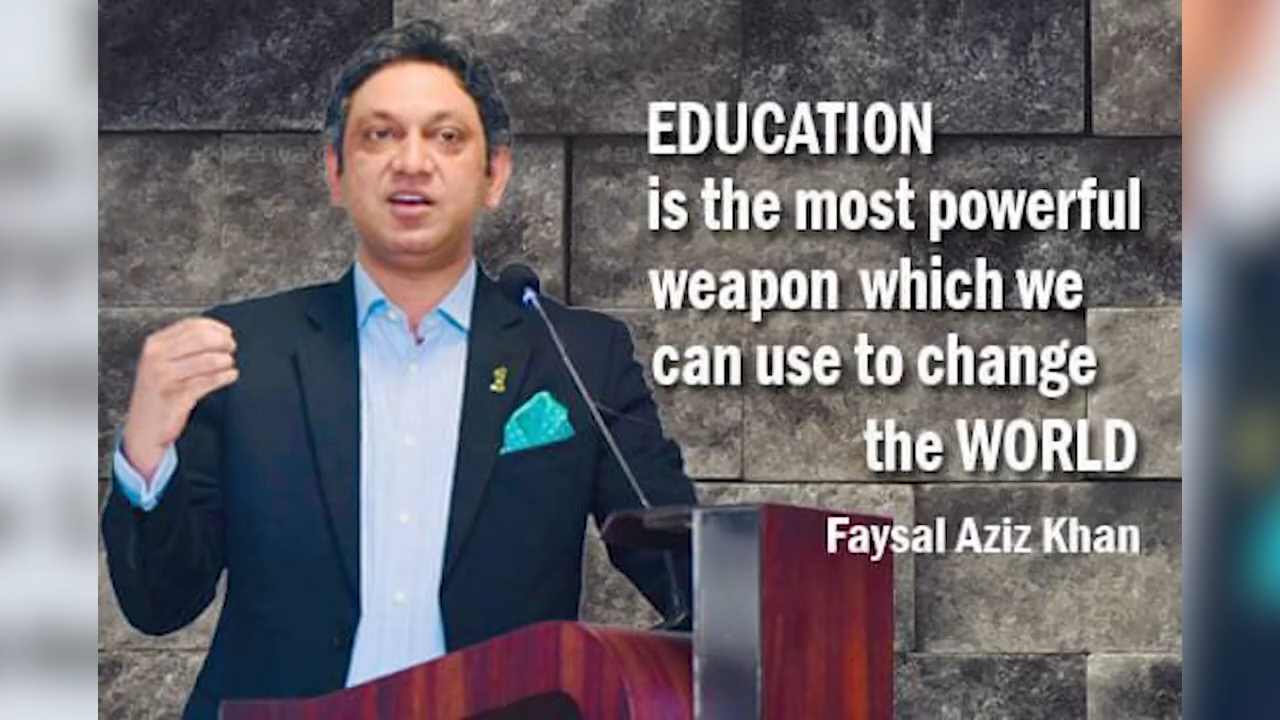 EDUCATION
is the most powerful
weapon which we
can use to change
the WORLD
Faysal Aziz Khan